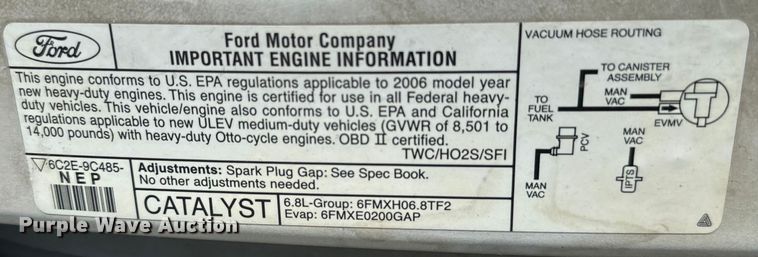 Ford
Ford Motor Company
IMPORTANT ENGINE INFORMATION
This engine conforms to U.S. EPA regulations applicable to 2006 model year
new heavy-duty engines. This engine is certified for use in all Federal heavy-
duty vehicles. This vehicle/engine also conforms to U.S. EPA and California
regulations applicable to new ULEV medium-duty vehicles (GVWR of 8,501 to
14,000 pounds) with heavy-duty Otto-cycle engines. OBD II certified.
TWC/HO2S/SFI
6C2E-9C485-
NEP
Adjustments: Spark Plug Gap: See Spec Book.
No other adjustments needed.
CATALYST
6.8L-Group: 6FMXH06.8TF2
Evap: 6FMXE0200GAP
VACUUM HOSE ROUTING
TO CANISTER
ASSEMBLY
MAN
VAC
TO
FUEL
TANK
EVMV
PCV
MAN
VAC
MAN
VAC
IPTS
Purple Wave Auction